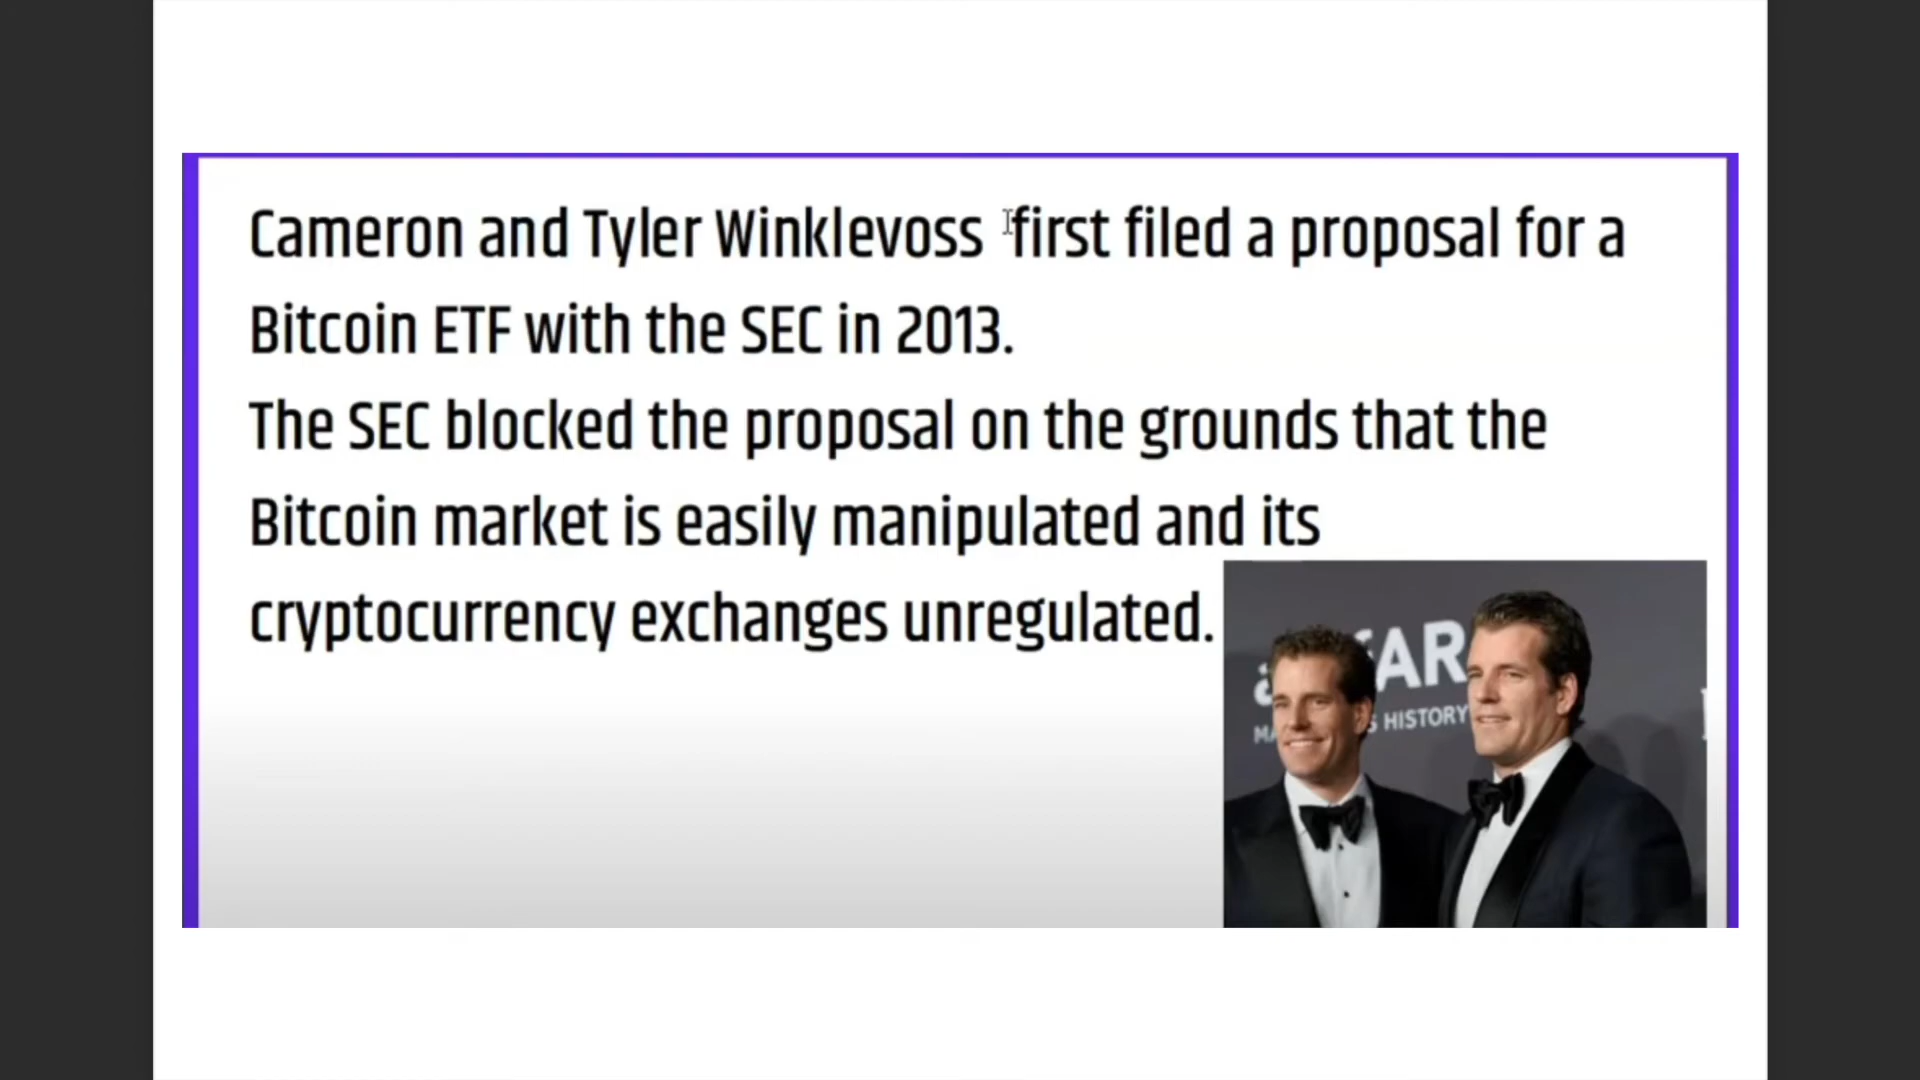 Cameron and Tyler Winklevoss first filed a proposal for a
Bitcoin ETF with the SEC in 2013.
The SEC blocked the proposal on the grounds that the
Bitcoin market is easily manipulated and its
cryptocurrency exchanges unregulated.
HISTORY